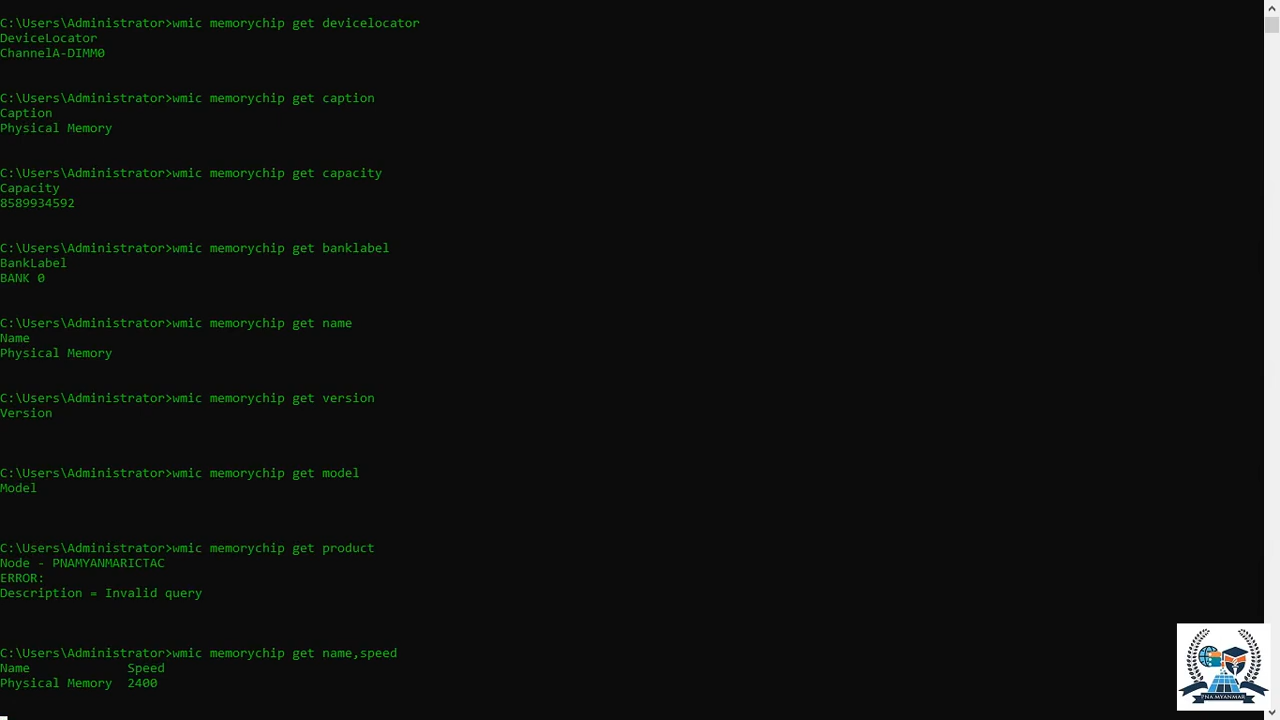 C:\Users\Administrator>wmic memorychip get devicelocator
DeviceLocator
ChannelA-DIMM0
C:\Users\Administrator>wmic memorychip get caption
Caption
Physical Memory
C:\Users\Administrator>wmic memorychip get capacity
Capacity
8589934592
C:\Users\Administrator>wmic memorychip get banklabel
BankLabel
BANK 0
C:\Users\Administrator>wmic memorychip get name
Name
Physical Memory
C:\Users\Administrator>wmic memorychip get version
Version
C:\Users\Administrator>wmic memorychip get model
Model
C:\Users\Administrator>wmic memorychip get product
Node - PNAMYANMARICTAC
ERROR:
Description = Invalid query
C:\Users\Administrator>wmic memorychip get name,speed
Name             Speed
Physical Memory  2400
PNA MYANMAR